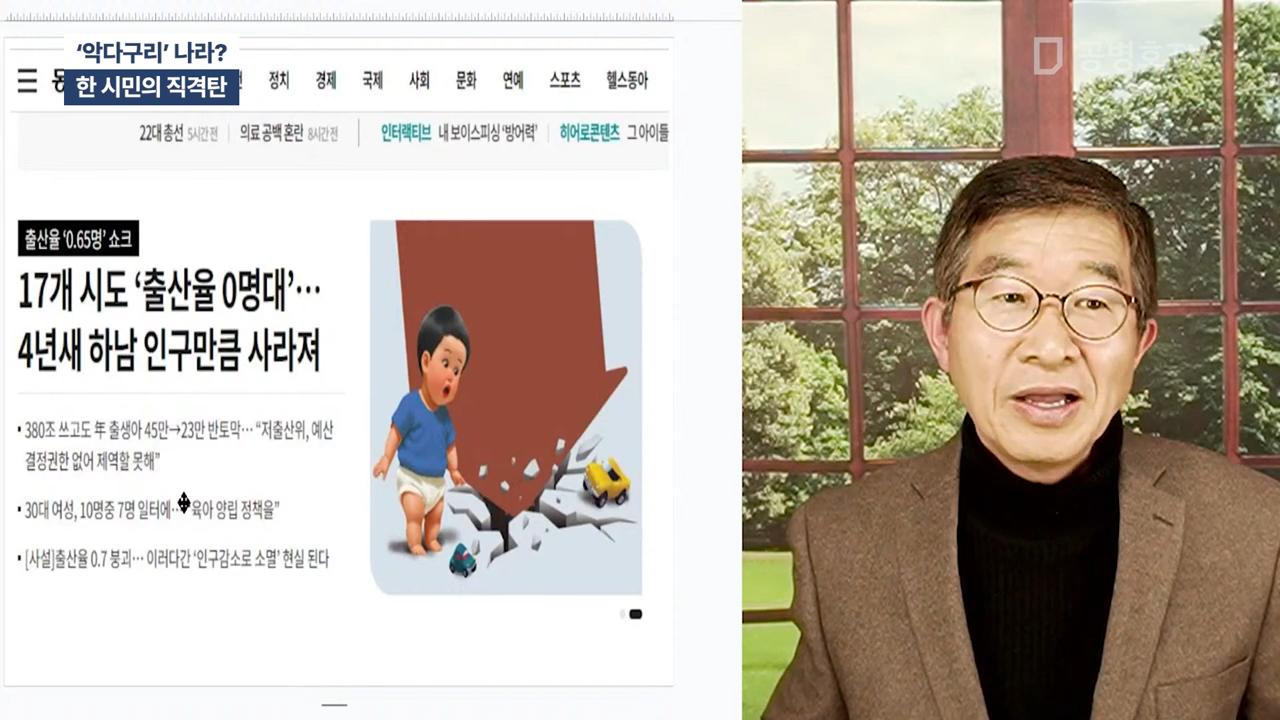 ‘악다구리’ 나라?
한 시민의 직격탄
정치 경제 국제 사회 문화 연예 스포츠 헬스동아
22대 총선 5시간 전 의료 공백 혼란 8시간 전 인터랙티브 내 보이스피싱 ‘방어력’ 히어로콘텐츠 그 아이들
출산율 ‘0.65명’ 쇼크
17개 시도 ‘출산율 0명대’…
4년새 하남 인구만큼 사라져
380조 쓰고도 年 출생아 45만→23만 반토막… “저출산위, 예산
결정권한 없어 제역할 못해”
30대 여성, 10명중 7명 일터에… 육아 양립 정책을”
[사설]출산율 0.7 붕괴… 이러다간 ‘인구감소로 소멸’ 현실 된다
공병호